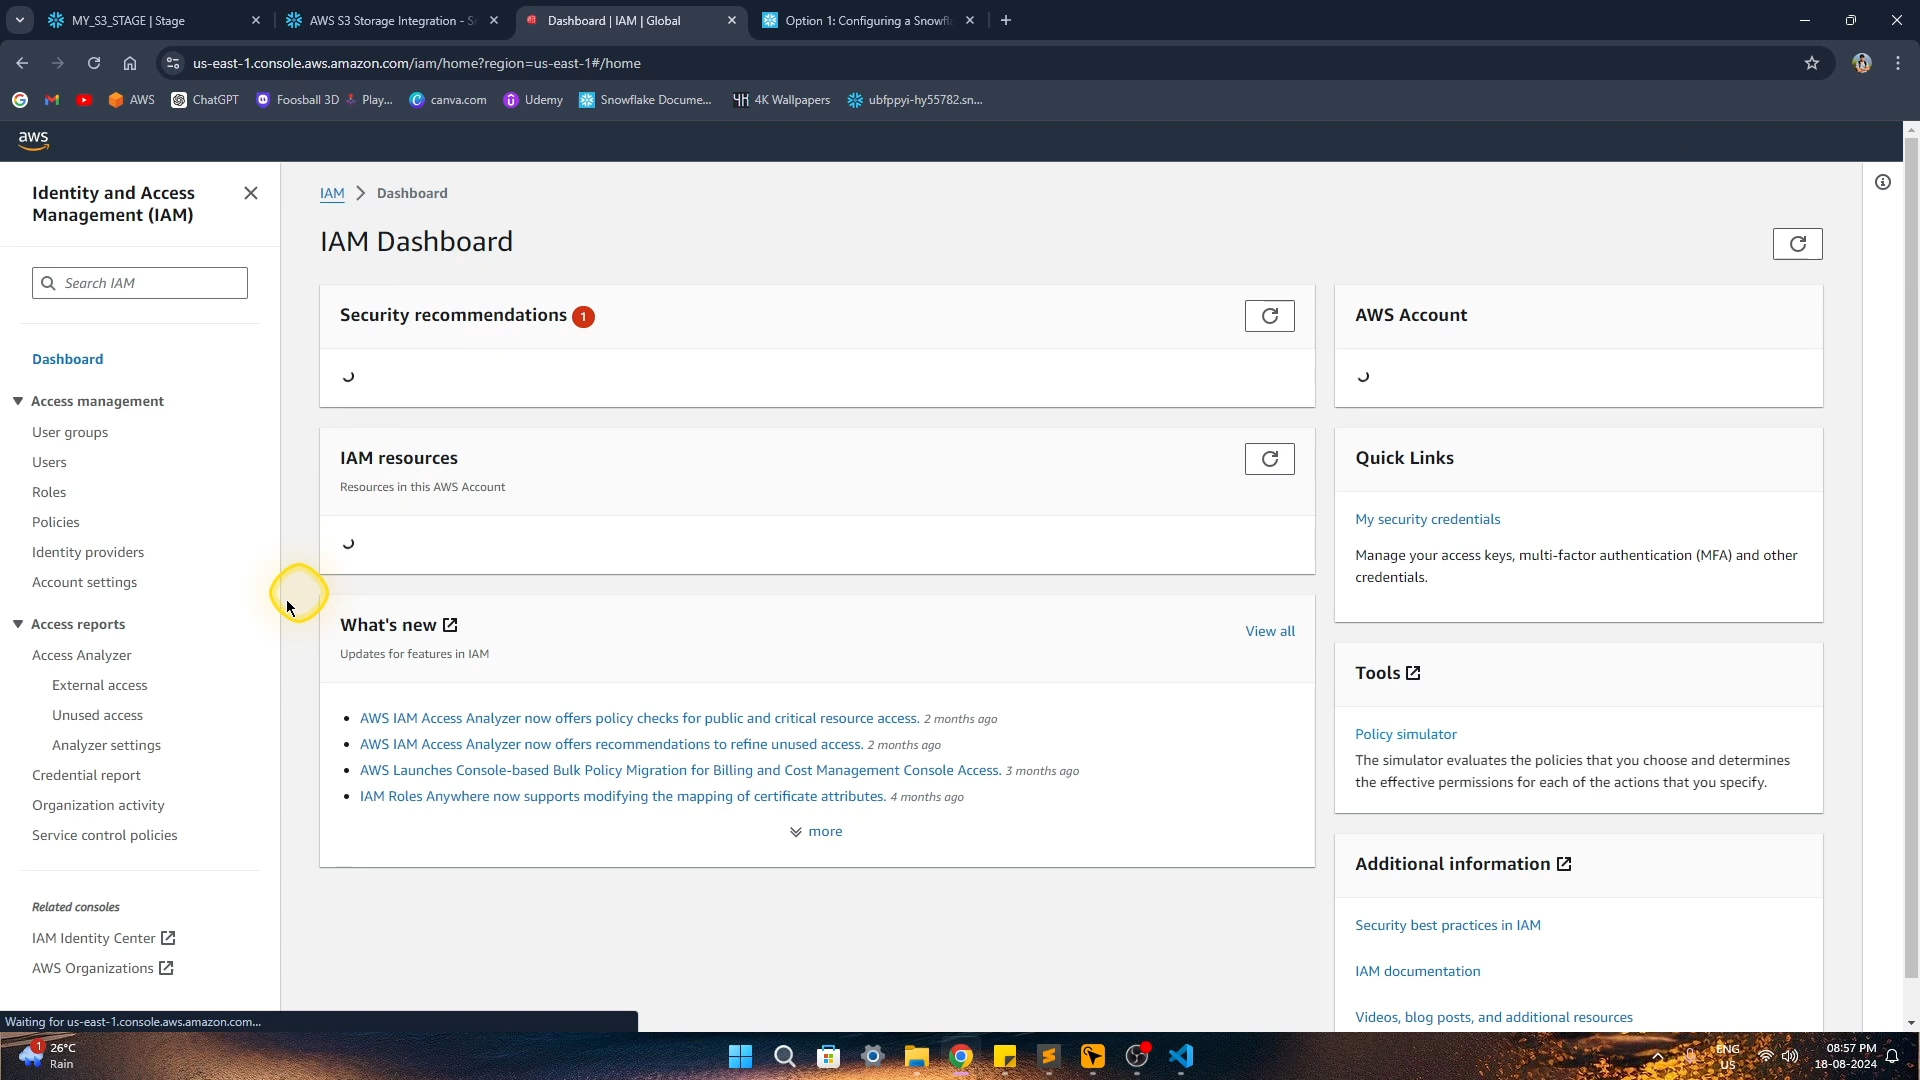 MY_S3_STAGE | Stage
AWS S3 Storage Integration - S
Dashboard | IAM | Global
Option 1: Configuring a Snowfl
us-east-1.console.aws.amazon.com/iam/home?region=us-east-1#/home
AWS
ChatGPT
Foosball 3D
Play...
canva.com
Udemy
Snowflake Docume...
4K Wallpapers
ubfppyi-hy55782.sn...
aws
Identity and Access
Management (IAM)
Search IAM
Dashboard
Access management
User groups
Users
Roles
Policies
Identity providers
Account settings
Access reports
Access Analyzer
External access
Unused access
Analyzer settings
Credential report
Organization activity
Service control policies
Related consoles
IAM Identity Center
AWS Organizations
IAM > Dashboard
IAM Dashboard
Security recommendations 1
IAM resources
Resources in this AWS Account
What's new
Updates for features in IAM
View all
AWS IAM Access Analyzer now offers policy checks for public and critical resource access. 2 months ago
AWS IAM Access Analyzer now offers recommendations to refine unused access. 2 months ago
AWS Launches Console-based Bulk Policy Migration for Billing and Cost Management Console Access. 3 months ago
IAM Roles Anywhere now supports modifying the mapping of certificate attributes. 4 months ago
more
AWS Account
Quick Links
My security credentials
Manage your access keys, multi-factor authentication (MFA) and other
credentials.
Tools
Policy simulator
The simulator evaluates the policies that you choose and determines
the effective permissions for each of the actions that you specify.
Additional information
Security best practices in IAM
IAM documentation
Videos, blog posts, and additional resources
Waiting for us-east-1.console.aws.amazon.com...
1
26°C
Rain
ENG
US
08:57 PM
18-08-2024